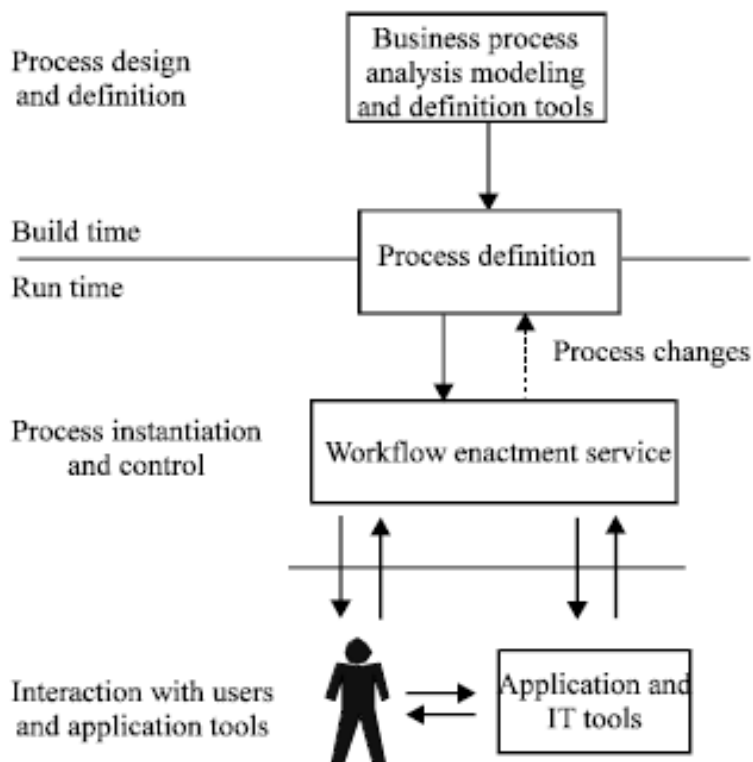 Process design
and definition
Business process
analysis modeling
and definition tools
Build time
Process definition
Run time
Process changes
Process instantiation
and control
Workflow enactment service
Interaction with users
and application tools
Application and
IT tools